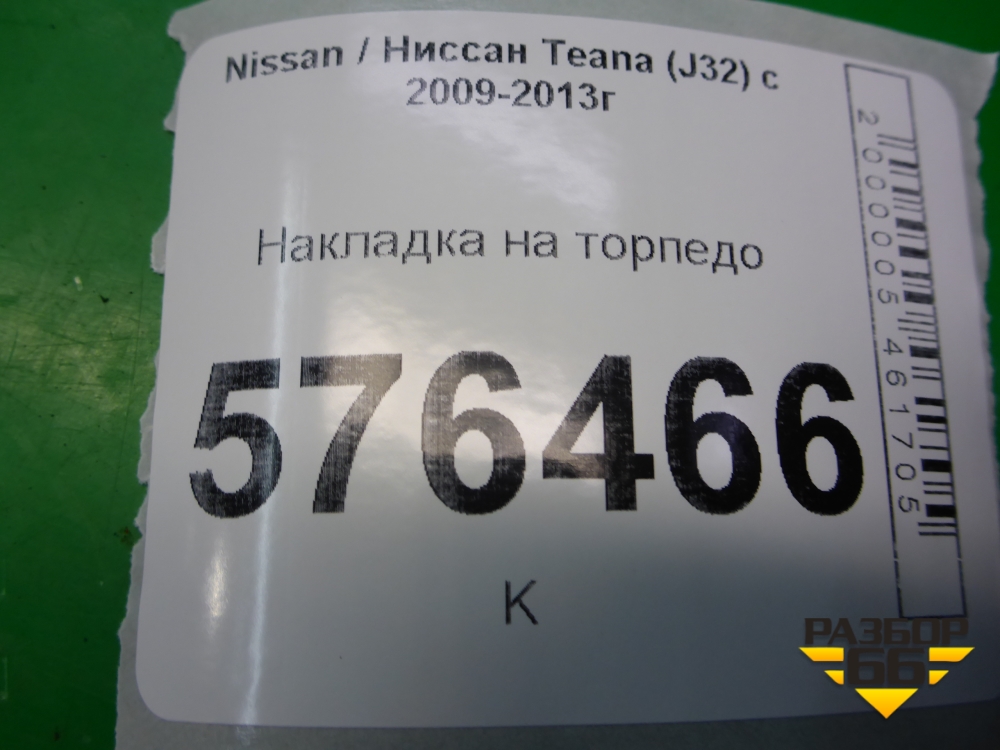 Nissan / Ниссан Teana (J32) с
2009-2013г
Накладка на торпедо
576466
К
2000005461705
РАЗБОР
66